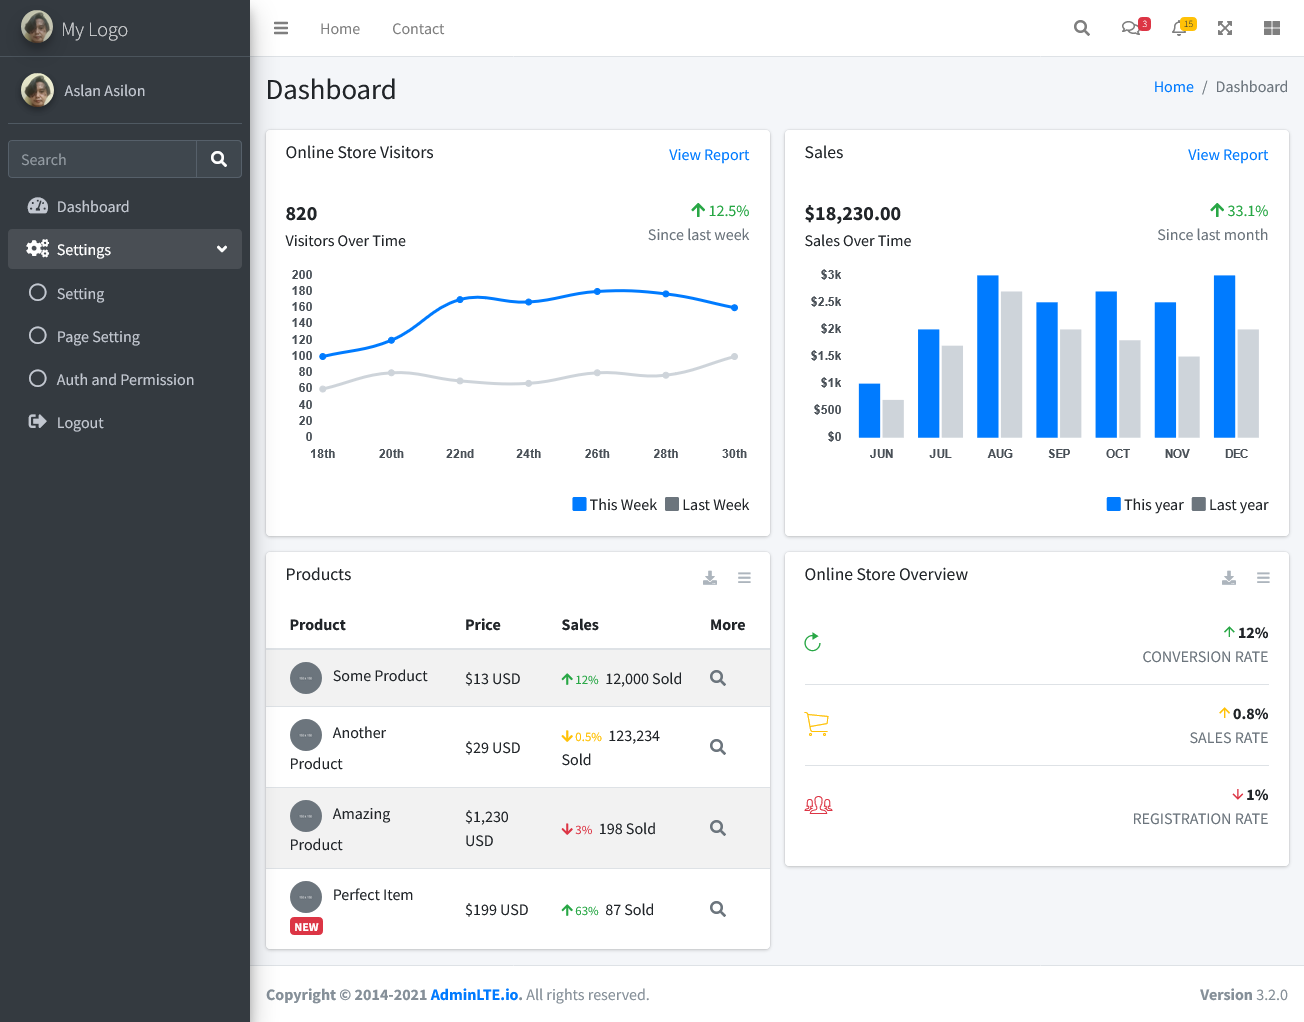 My Logo
Home
Contact
3
15
Aslan Asilon
Search
Dashboard
Settings
Setting
Page Setting
Auth and Permission
Logout
Dashboard
Home / Dashboard
Online Store Visitors
View Report
820
Visitors Over Time
12.5%
Since last week
200
180
160
140
120
100
80
60
40
20
0
18th 20th 22nd 24th 26th 28th 30th
This Week Last Week
Sales
View Report
$18,230.00
Sales Over Time
33.1%
Since last month
$3k
$2.5k
$2k
$1.5k
$1k
$500
$0
JUN JUL AUG SEP OCT NOV DEC
This year Last year
Products
Product Price Sales More
Some Product $13 USD 12% 12,000 Sold
Another
Product
$29 USD
0.5% 123,234
Sold
Amazing
Product
$1,230
USD
3% 198 Sold
Perfect Item
NEW
$199 USD
63% 87 Sold
Online Store Overview
12%
CONVERSION RATE
0.8%
SALES RATE
1%
REGISTRATION RATE
Copyright © 2014-2021 AdminLTE.io. All rights reserved.
Version 3.2.0